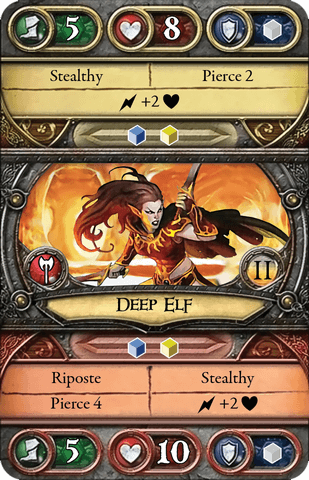 5 8
Stealthy Pierce 2
+2
II
DEEP ELF
Riposte Stealthy
Pierce 4 +2
5 10